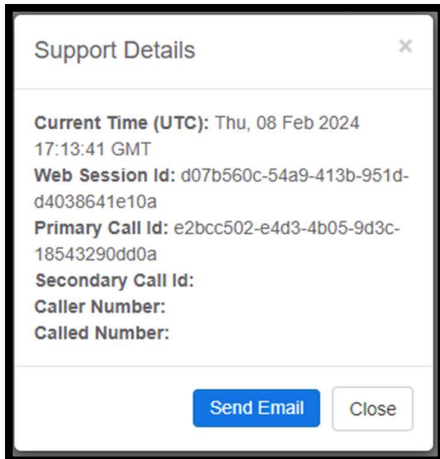 Support Details ×
Current Time (UTC): Thu, 08 Feb 2024
17:13:41 GMT
Web Session Id: d07b560c-54a9-413b-951d-
d4038641e10a
Primary Call Id: e2bcc502-e4d3-4b05-9d3c-
18543290dd0a
Secondary Call Id:
Caller Number:
Called Number:
Send Email Close